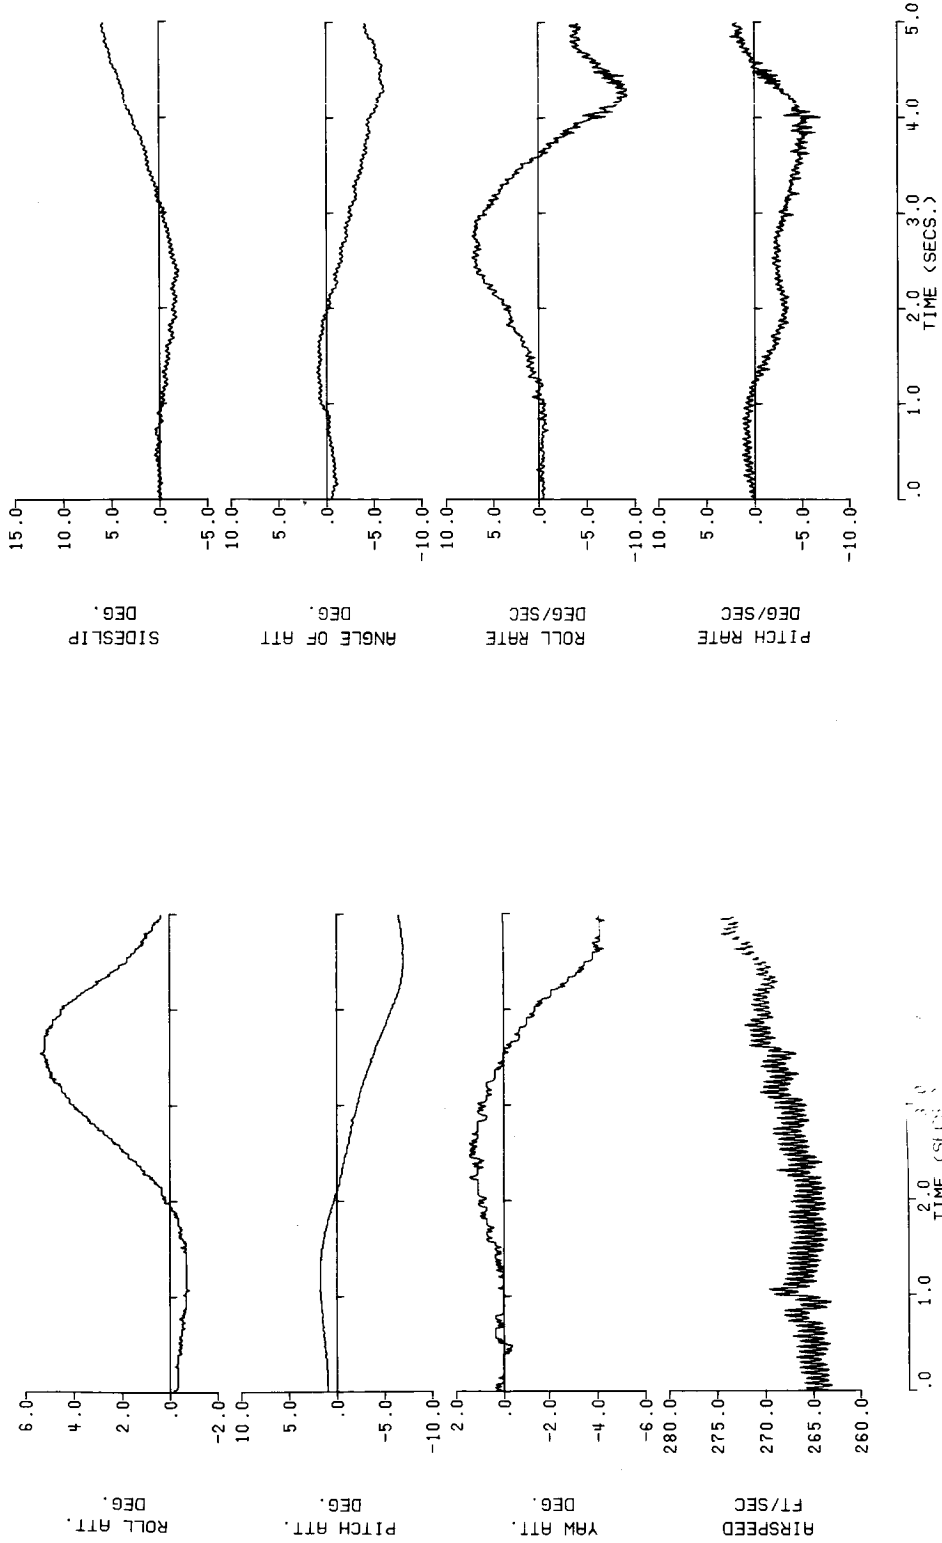 SIDESLIP
DEG.
15.0
10.0
5.0
.0
-5.0
ANGLE OF ATT
DEG.
10.0
5.0
.0
-5.0
-10.0
ROLL RATE
DEG/SEC
10.0
5.0
.0
-5.0
-10.0
PITCH RATE
DEG/SEC
10.0
5.0
.0
-5.0
-10.0
.0 1.0 2.0 3.0 4.0 5.0
TIME (SECS.)
ROLL ATT.
DEG.
6.0
4.0
2.0
.0
-2.0
PITCH ATT.
DEG.
10.0
5.0
.0
-5.0
-10.0
YAW ATT.
DEG.
2.0
.0
-2.0
-4.0
-6.0
AIRSPEED
FT/SEC
280.0
275.0
270.0
265.0
260.0
.0 1.0 2.0 3.0
TIME (SECS.)